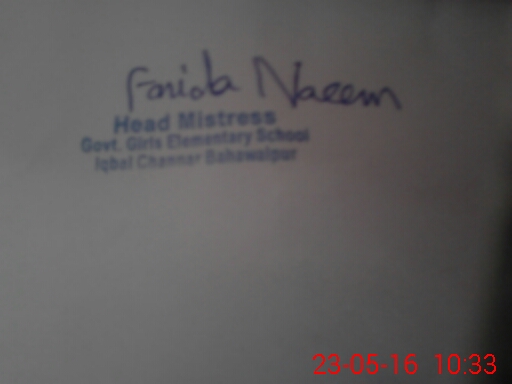 Farida Naeem
Head Mistress
Govt. Girls Elementary School
Iqbal Channar Bahawalpur
23-05-16 10:33